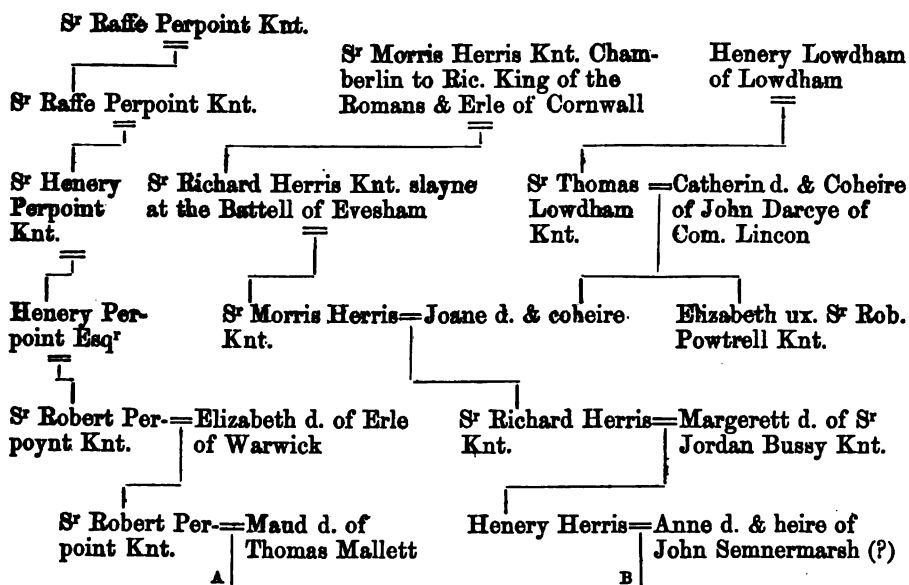 Sr Raffe Perpoint Knt.
Sr Morris Herris Knt. Cham-
berlin to Ric. King of the
Romans & Erle of Cornwall
Henery Lowdham
of Lowdham
Sr Raffe Perpoint Knt.
Sr Henery
Perpoint
Knt.
Sr Richard Herris Knt. slayne
at the Battell of Evesham
Sr Thomas
Lowdham
Knt.
Catherin d. & Coheire
of John Darcye of
Com. Lincon
Henery Per-
point Esqr
Sr Morris Herris
Knt.
Joane d. & coheire
Elizabeth ux. Sr Rob.
Powtrell Knt.
Sr Robert Per-
poynt Knt.
Elizabeth d. of Erle
of Warwick
Sr Richard Herris
Knt.
Margerett d. of Sr
Jordan Bussy Knt.
Sr Robert Per-
point Knt.
Maud d. of
Thomas Mallett
Henery Herris
Anne d. & heire of
John Semnermarsh (?)
A
B